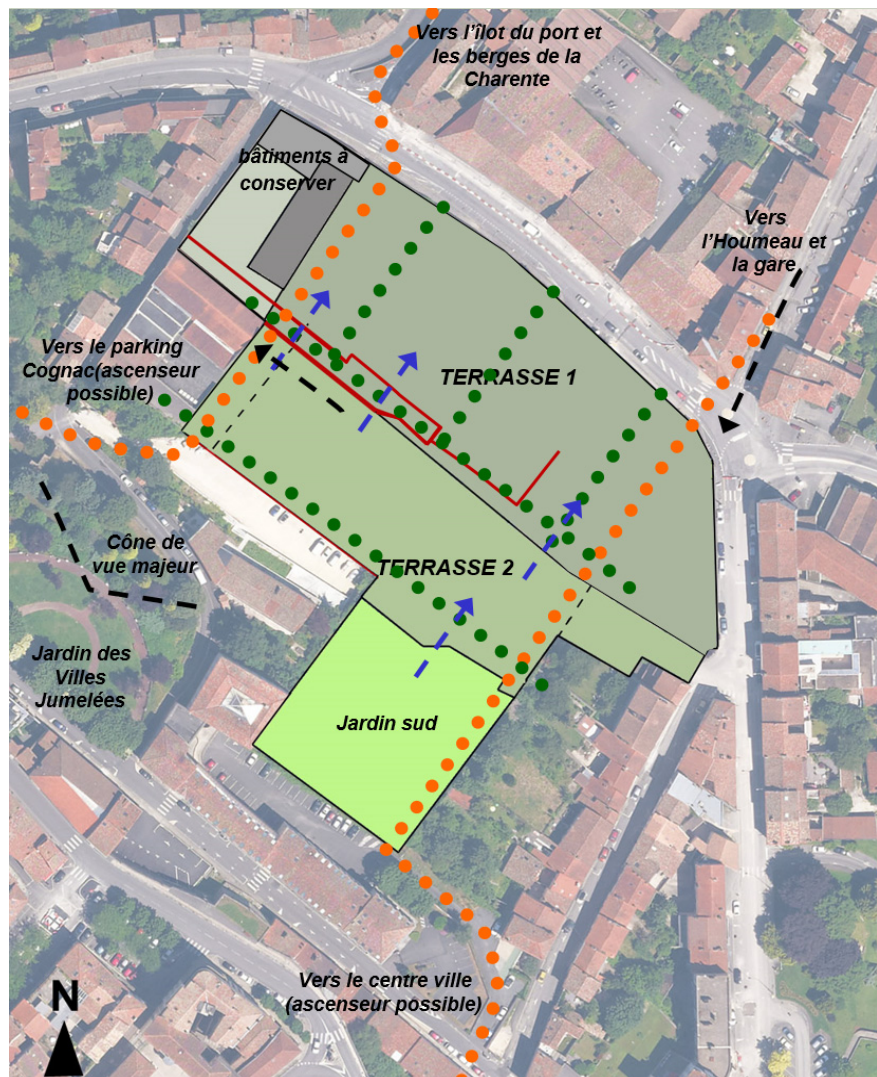 Vers l'îlot du port et
les berges de la
Charente
bâtiments à
conserver
Vers
l'Houmeau et
la gare
Vers le parking
Cognac(ascenseur
possible)
TERRASSE 1
Cône de
vue majeur
TERRASSE 2
Jardin des
Villes
Jumelées
Jardin sud
Vers le centre ville
(ascenseur possible)
N